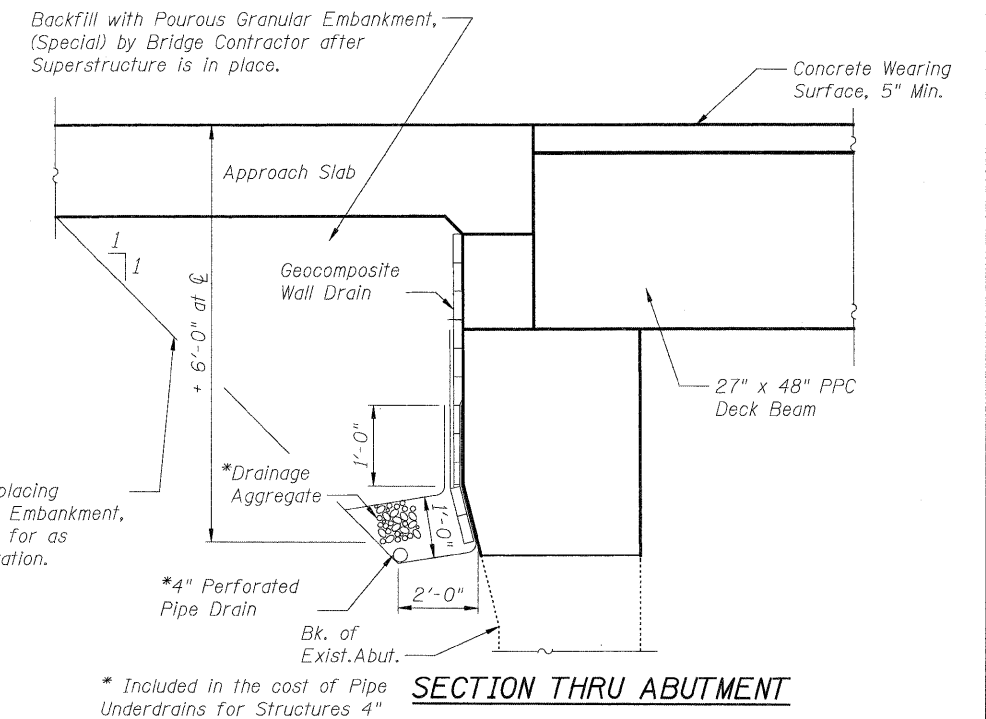 Backfill with Pourous Granular Embankment,
(Special) by Bridge Contractor after
Superstructure is in place.
Concrete Wearing
Surface, 5" Min.
Approach Slab
1
1
+ 6'-0" at ℄
Geocomposite
Wall Drain
27" x 48" PPC
Deck Beam
1'-0"
*Drainage
Aggregate
1'-0"
placing
Embankment,
for as
ation.
*4" Perforated
Pipe Drain
2'-0"
Bk. of
Exist.Abut.
* Included in the cost of Pipe
Underdrains for Structures 4"
SECTION THRU ABUTMENT